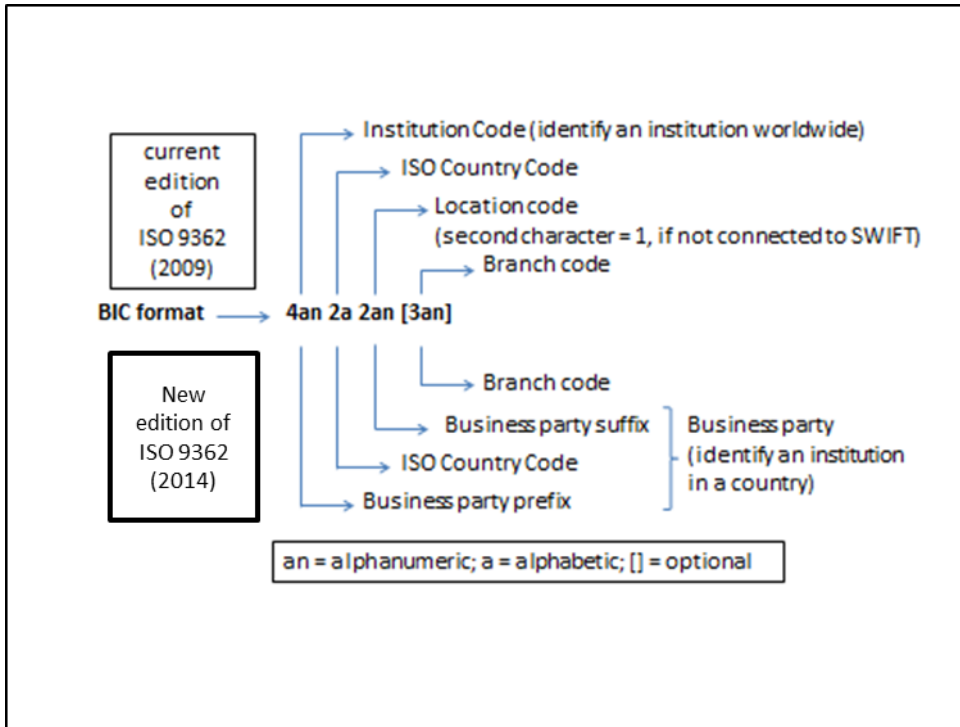 Institution Code (identify an institution worldwide)
current
edition
of
ISO 9362
(2009)
ISO Country Code
Location code
(second character = 1, if not connected to SWIFT)
Branch code
BIC format
4an 2a 2an [3an]
New
edition of
ISO 9362
(2014)
Branch code
Business party suffix
ISO Country Code
Business party prefix
Business party
(identify an institution
in a country)
an = alphanumeric; a = alphabetic; [] = optional